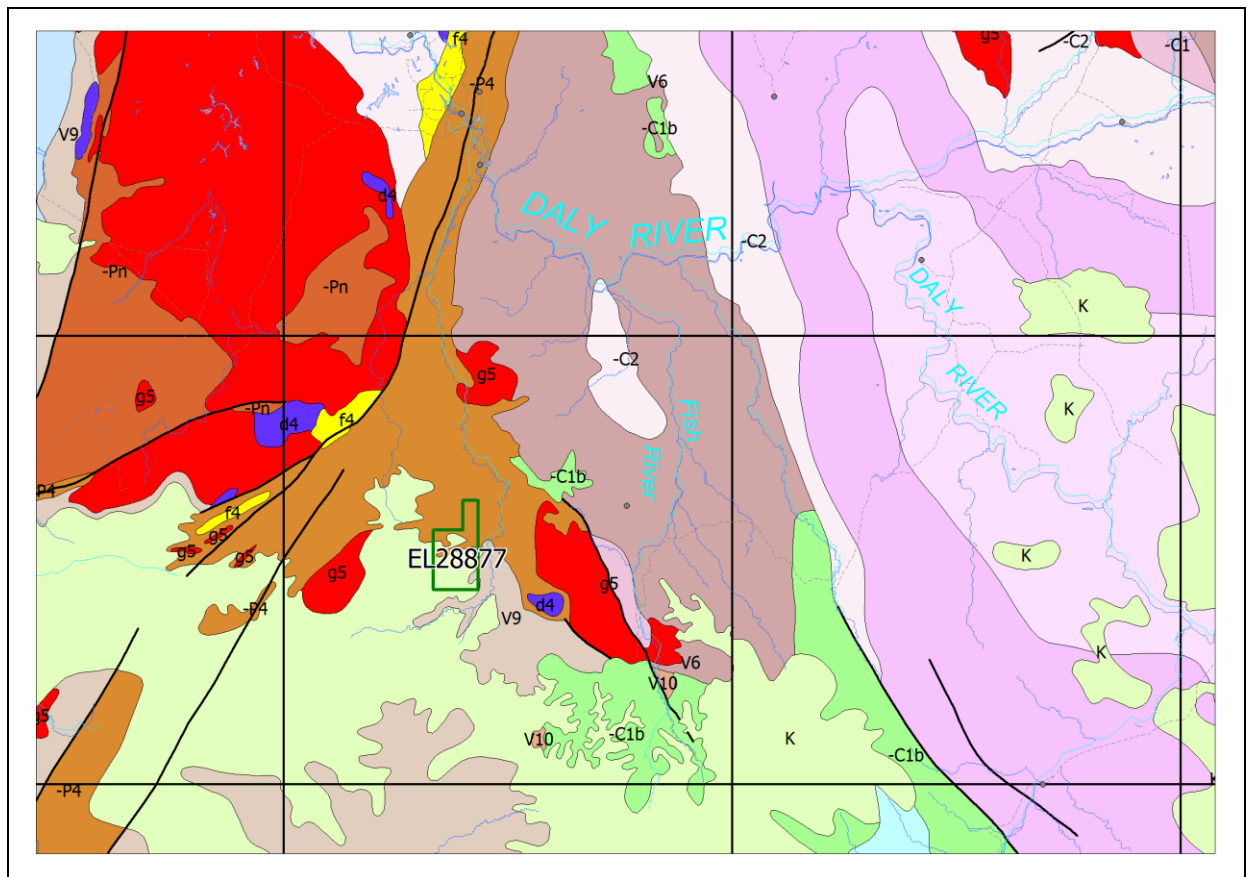 f4
g5
-C2
-C1
-P4
V6
V9
-C1b
d4
DALY RIVER
-C2
-Pn
-Pn
DALY
K
-C2
g5
RIVER
g5
-Pn
d4
f4
K
Fish
-C1b
River
P4
f4
g5
g5
g5
K
EL28877
g5
g5
d4
-P4
V9
K
V6
V10
g5
-C1b
V10
K
-C1b
-P4